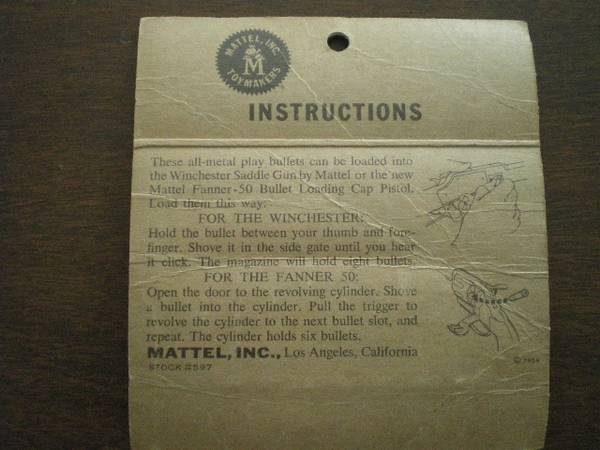 MATTEL, INC.
M
TOYMAKERS
INSTRUCTIONS
These all-metal play bullets can be loaded into
the Winchester Saddle Gun by Mattel or the new
Mattel Fanner-50 Bullet Loading Cap Pistol.
Load them this way:
FOR THE WINCHESTER:
Hold the bullet between your thumb and fore-
finger. Shove it in the side gate until you hear
it click. The magazine will hold eight bullets.
FOR THE FANNER 50:
Open the door to the revolving cylinder. Shove
a bullet into the cylinder. Pull the trigger to
revolve the cylinder to the next bullet slot, and
repeat. The cylinder holds six bullets.
MATTEL, INC., Los Angeles, California
STOCK #597